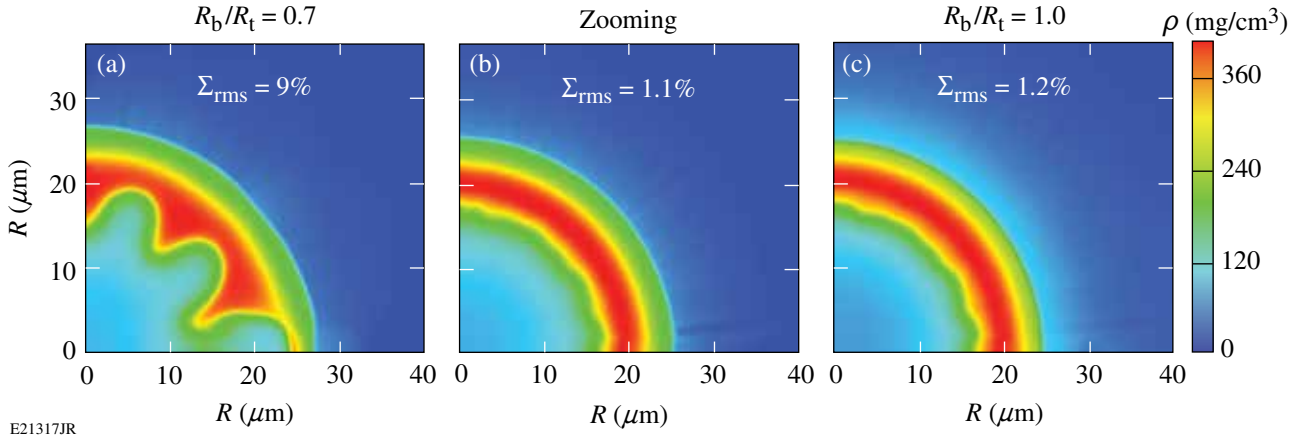 R_b/R_t = 0.7
Zooming
R_b/R_t = 1.0
ρ (mg/cm³)
(a)
Σ_rms = 9%
(b)
Σ_rms = 1.1%
(c)
Σ_rms = 1.2%
360
240
120
0
R (μm)
30
20
10
0
0 10 20 30 40
0 10 20 30 40
0 10 20 30 40
R (μm)
R (μm)
R (μm)
E21317JR